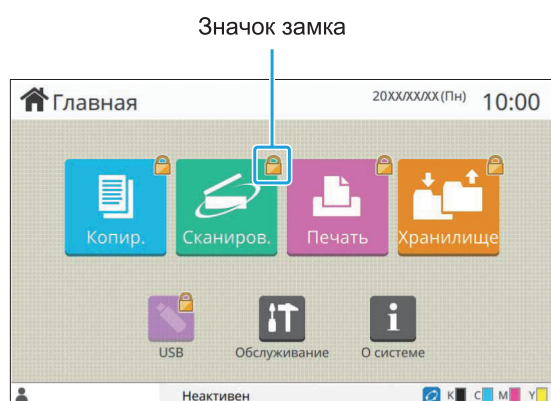 Значок замка
Главная
20XX/XX/XX (Пн) 10:00
Копир. Сканиров. Печать Хранилище
USB Обслуживание О системе
Неактивен
K C M Y